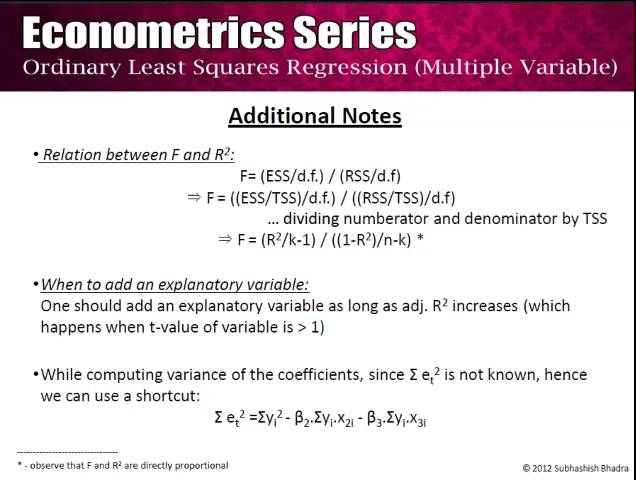 Econometrics Series
Ordinary Least Squares Regression (Multiple Variable)
Additional Notes
• Relation between F and R²:
F= (ESS/d.f.) / (RSS/d.f)
⇒ F = ((ESS/TSS)/d.f.) / ((RSS/TSS)/d.f)
... dividing numberator and denominator by TSS
⇒ F = (R²/k-1) / ((1-R²)/n-k) *
• When to add an explanatory variable:
One should add an explanatory variable as long as adj. R² increases (which
happens when t-value of variable is > 1)
• While computing variance of the coefficients, since Σ eₜ² is not known, hence
we can use a shortcut:
Σ eₜ² =Σyᵢ² - β₂.Σyᵢ.x₂ᵢ - β₃.Σyᵢ.x₃ᵢ
--------------------------------
* - observe that F and R² are directly proportional
© 2012 Subhashish Bhadra